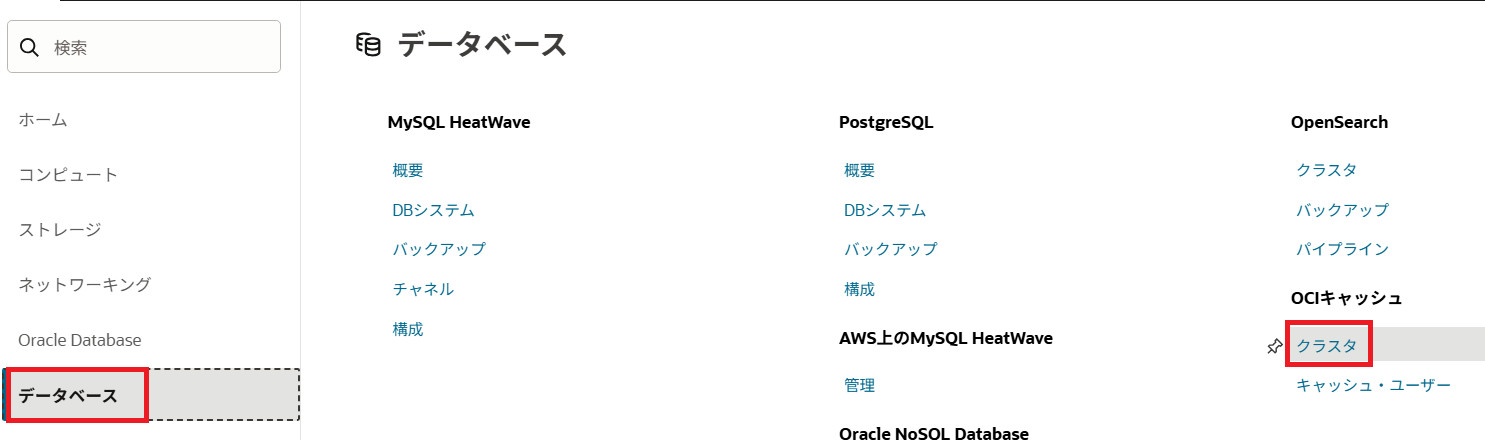 検索
ホーム
コンピュート
ストレージ
ネットワーキング
Oracle Database
データベース
データベース
MySQL HeatWave
概要
DBシステム
バックアップ
チャネル
構成
PostgreSQL
概要
DBシステム
バックアップ
構成
AWS上のMySQL HeatWave
管理
Oracle NoSQL Database
OpenSearch
クラスタ
バックアップ
パイプライン
OCIキャッシュ
クラスタ
キャッシュ・ユーザー